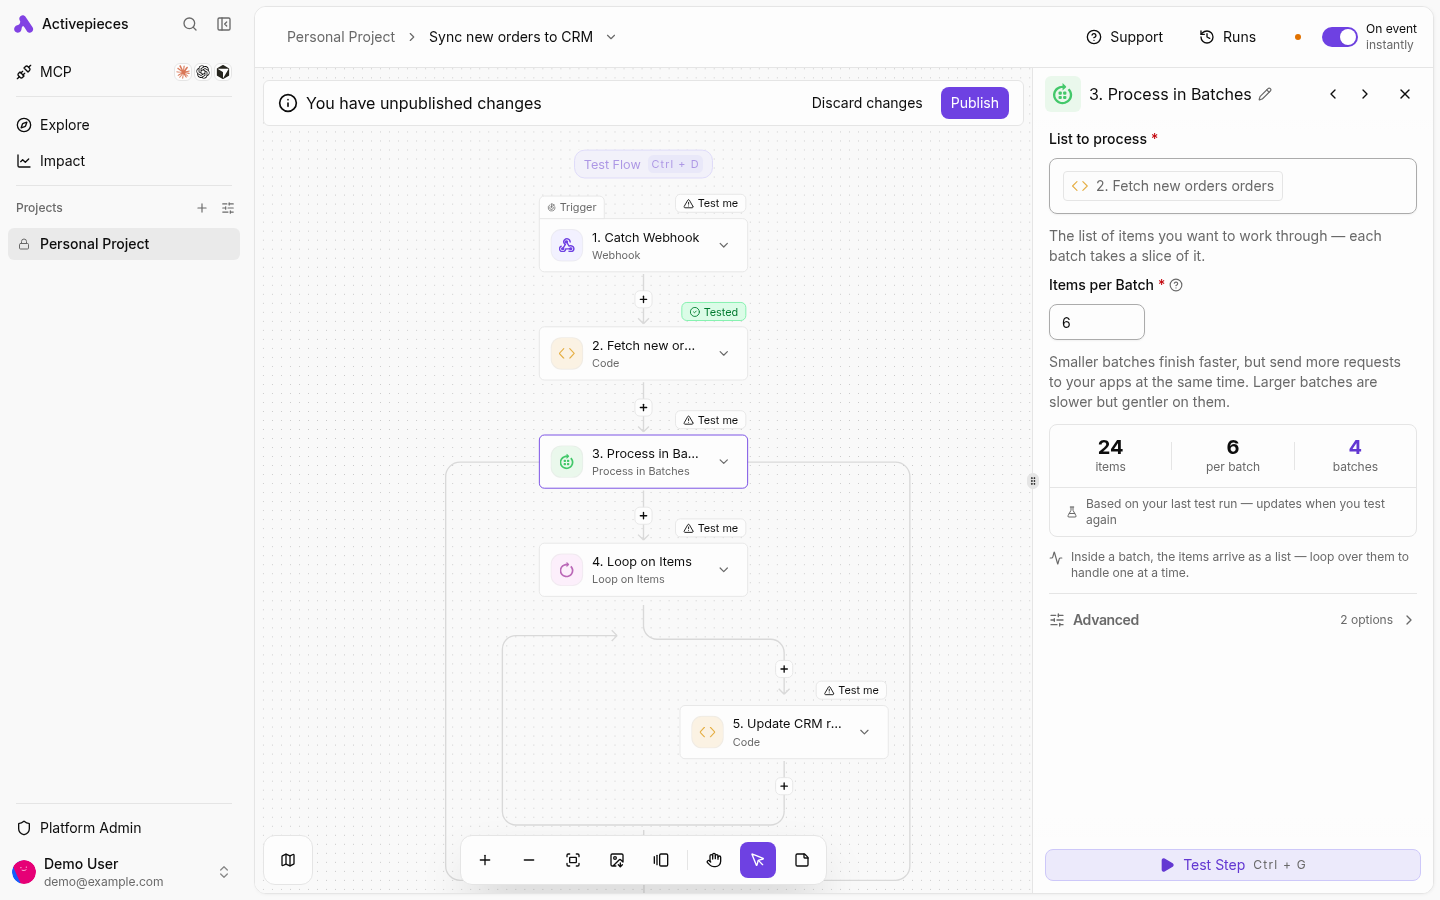 Activepieces
MCP
Explore
Impact
Projects
Personal Project
Platform Admin
Demo User
demo@example.com
Personal Project
Sync new orders to CRM
Support
Runs
On event
instantly
You have unpublished changes
Discard changes
Publish
Test Flow Ctrl + D
Trigger
Test me
1. Catch Webhook
Webhook
Tested
2. Fetch new or...
Code
Test me
3. Process in Ba...
Process in Batches
Test me
4. Loop on Items
Loop on Items
Test me
5. Update CRM r...
Code
3. Process in Batches
List to process *
2. Fetch new orders orders
The list of items you want to work through — each
batch takes a slice of it.
Items per Batch *
6
Smaller batches finish faster, but send more requests
to your apps at the same time. Larger batches are
slower but gentler on them.
24 6 4
items per batch batches
Based on your last test run — updates when you test
again
Inside a batch, the items arrive as a list — loop over them to
handle one at a time.
Advanced 2 options
Test Step Ctrl + G